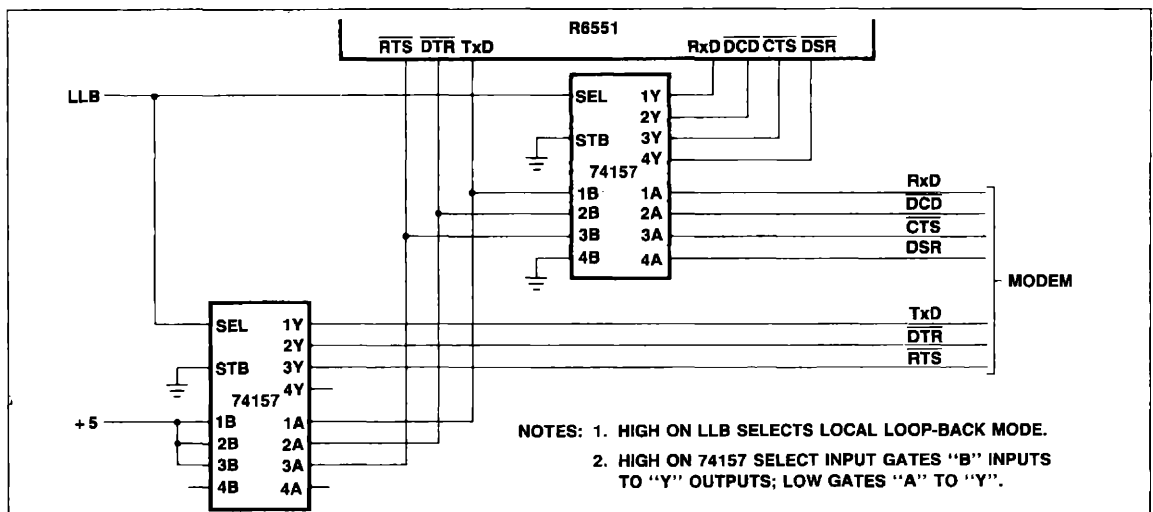 R6551
RTS DTR TxD RxD DCD CTS DSR
LLB
SEL 1Y
2Y
STB 3Y
4Y
74157
1B 1A
2B 2A
3B 3A
4B 4A
RxD
DCD
CTS
DSR
MODEM
SEL 1Y
2Y
STB 3Y
4Y
74157
+5
1B 1A
2B 2A
3B 3A
4B 4A
TxD
DTR
RTS
NOTES: 1. HIGH ON LLB SELECTS LOCAL LOOP-BACK MODE.
2. HIGH ON 74157 SELECT INPUT GATES "B" INPUTS
TO "Y" OUTPUTS; LOW GATES "A" TO "Y".